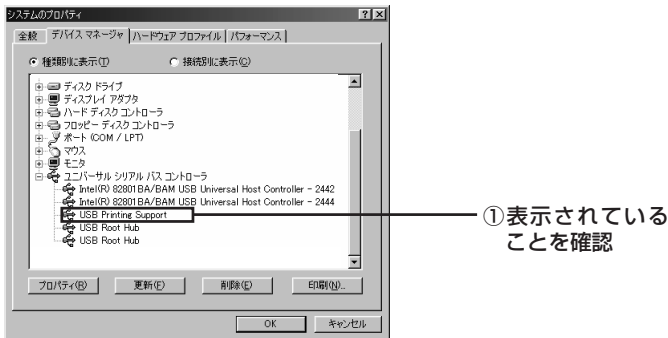 システムのプロパティ
全般 デバイス マネージャ ハードウェア プロファイル パフォーマンス
種類別に表示(T) 接続別に表示(C)
ディスク ドライブ
ディスプレイ アダプタ
ハード ディスク コントローラ
フロッピー ディスク コントローラ
ポート (COM / LPT)
マウス
モニタ
ユニバーサル シリアル バス コントローラ
Intel(R) 82801BA/BAM USB Universal Host Controller - 2442
Intel(R) 82801BA/BAM USB Universal Host Controller - 2444
USB Printing Support
USB Root Hub
USB Root Hub
①表示されている
ことを確認
プロパティ(R) 更新(F) 削除(E) 印刷(N)...
OK キャンセル